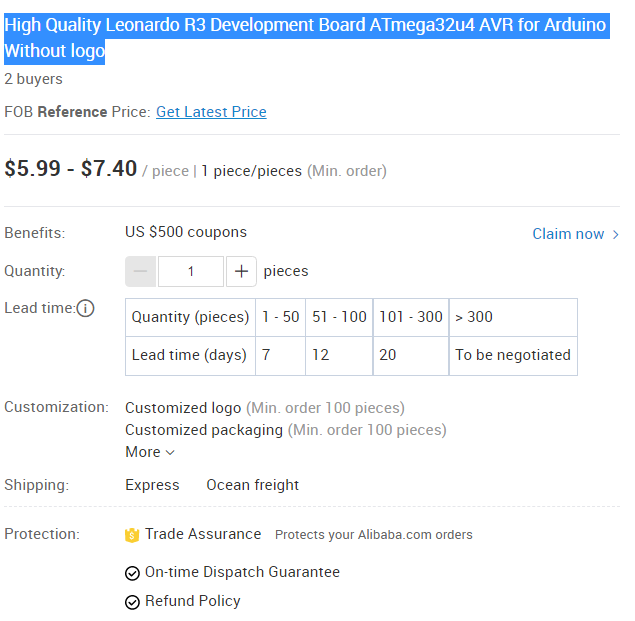 High Quality Leonardo R3 Development Board ATmega32u4 AVR for Arduino
Without logo
2 buyers
FOB Reference Price: Get Latest Price
$5.99 - $7.40 / piece | 1 piece/pieces (Min. order)
Benefits: US $500 coupons Claim now >
Quantity: — 1 + pieces
Lead time: i
Quantity (pieces) 1 - 50 51 - 100 101 - 300 > 300
Lead time (days) 7 12 20 To be negotiated
Customization: Customized logo (Min. order 100 pieces)
Customized packaging (Min. order 100 pieces)
More
Shipping: Express Ocean freight
Protection: $ Trade Assurance Protects your Alibaba.com orders
On-time Dispatch Guarantee
Refund Policy